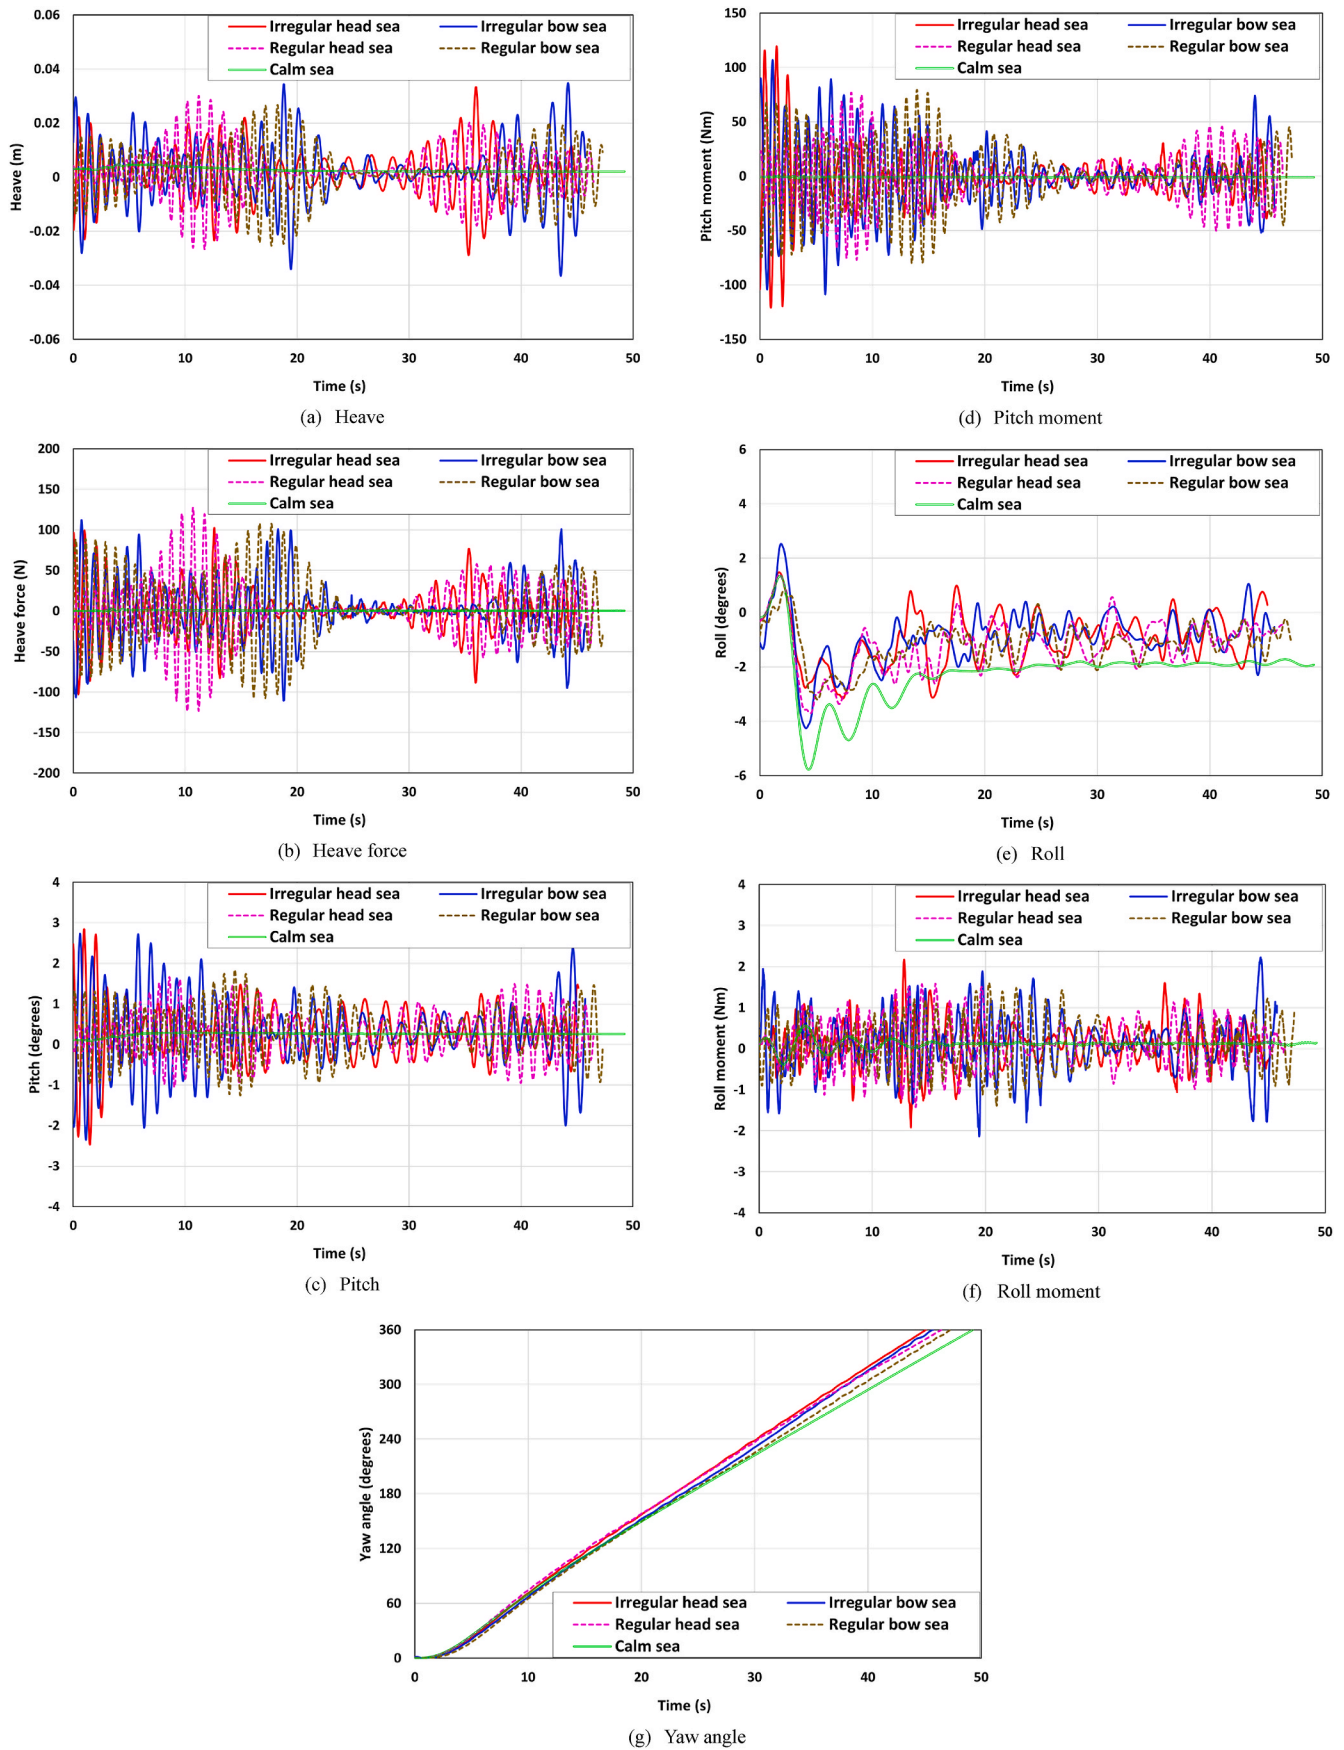 0.06
0.04
0.02
0
-0.02
-0.04
-0.06
Heave (m)
Irregular head sea
Irregular bow sea
Regular head sea
Regular bow sea
Calm sea
0 10 20 30 40 50
Time (s)
(a) Heave
150
100
50
0
-50
-100
-150
Pitch moment (Nm)
Irregular head sea
Irregular bow sea
Regular head sea
Regular bow sea
Calm sea
0 10 20 30 40 50
Time (s)
(d) Pitch moment
200
150
100
50
0
-50
-100
-150
-200
Heave force (N)
Irregular head sea
Irregular bow sea
Regular head sea
Regular bow sea
Calm sea
0 10 20 30 40 50
Time (s)
(b) Heave force
6
4
2
0
-2
-4
-6
Roll (degrees)
Irregular head sea
Irregular bow sea
Regular head sea
Regular bow sea
Calm sea
0 10 20 30 40 50
Time (s)
(e) Roll
4
3
2
1
0
-1
-2
-3
-4
Pitch (degrees)
Irregular head sea
Irregular bow sea
Regular head sea
Regular bow sea
Calm sea
0 10 20 30 40 50
Time (s)
(c) Pitch
4
3
2
1
0
-1
-2
-3
-4
Roll moment (Nm)
Irregular head sea
Irregular bow sea
Regular head sea
Regular bow sea
Calm sea
0 10 20 30 40 50
Time (s)
(f) Roll moment
360
300
240
180
120
60
0
Yaw angle (degrees)
Irregular head sea
Irregular bow sea
Regular head sea
Regular bow sea
Calm sea
0 10 20 30 40 50
Time (s)
(g) Yaw angle